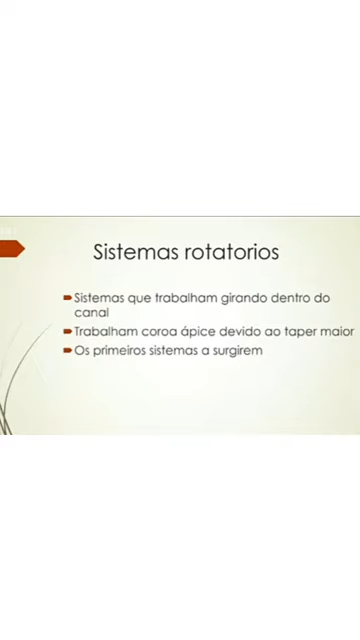 Sistemas rotatorios
Sistemas que trabalham girando dentro do
canal
Trabalham coroa ápice devido ao taper maior
Os primeiros sistemas a surgirem